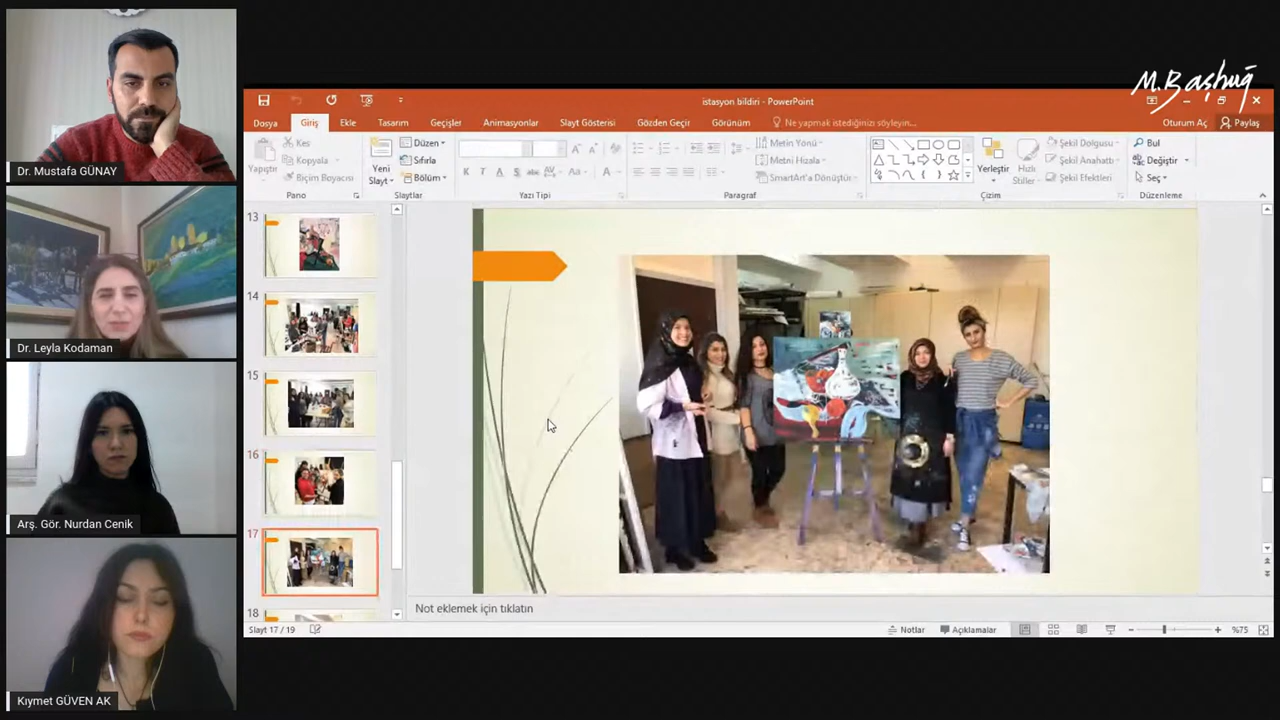 Dr. Mustafa GÜNAY
Dr. Leyla Kodaman
Arş. Gör. Nurdan Cenik
Kıymet GÜVEN AK
M.Başbuğ
istasyon bildiri - PowerPoint
Dosya Giriş Ekle Tasarım Geçişler Animasyonlar Slayt Gösterisi Gözden Geçir Görünüm Ne yapmak istediğinizi söyleyin... Oturum Aç Paylaş
Yapıştır
Kes
Kopyala
Biçim Boyacısı
Pano
Yeni Slayt
Düzen
Sıfırla
Bölüm
Slaytlar
K T A S abc AV Aa A
Yazı Tipi
Metin Yönü
Metni Hizala
SmartArt'a Dönüştür
Paragraf
Yerleştir
Hızlı Stiller
Şekil Dolgusu
Şekil Anahattı
Şekil Efektleri
Çizim
Bul
Değiştir
Seç
Düzenleme
13
14
15
16
17
18
Not eklemek için tıklatın
Slayt 17 / 19
Notlar Açıklamalar %75